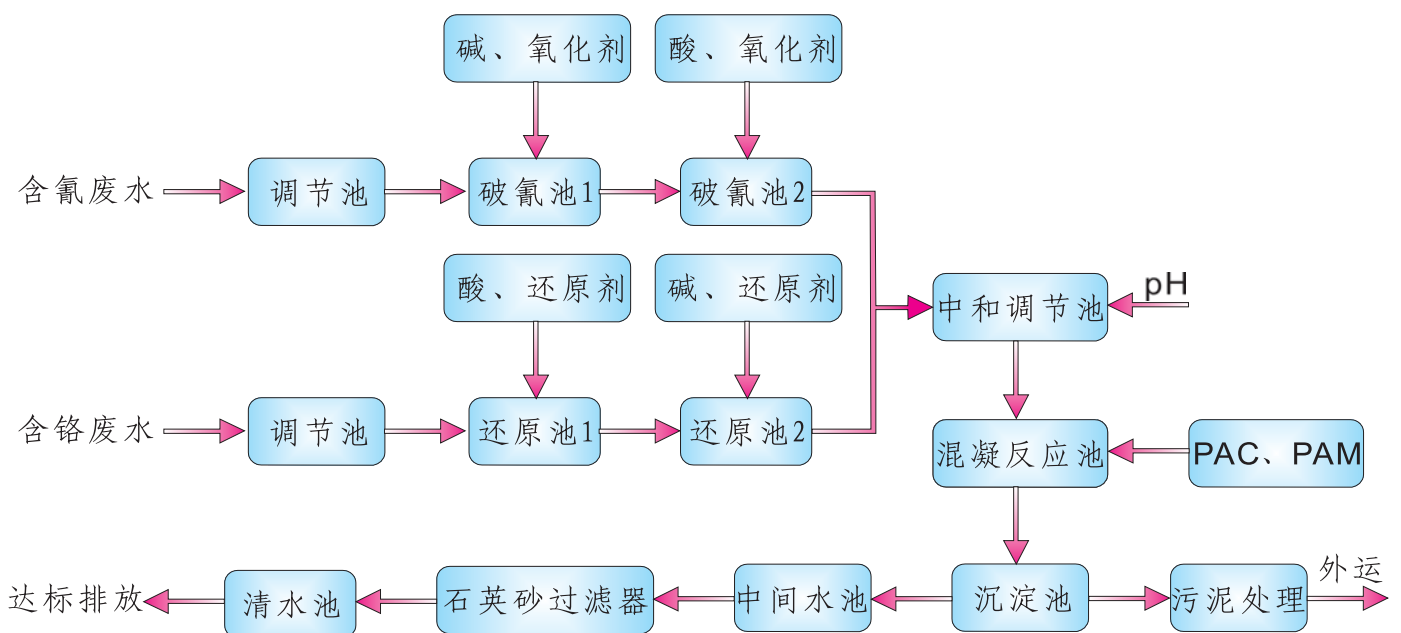 碱、氧化剂
酸、氧化剂
含氰废水
调节池
破氰池1
破氰池2
酸、还原剂
碱、还原剂
中和调节池
pH
含铬废水
调节池
还原池1
还原池2
混凝反应池
PAC、PAM
达标排放
清水池
石英砂过滤器
中间水池
沉淀池
污泥处理
外运